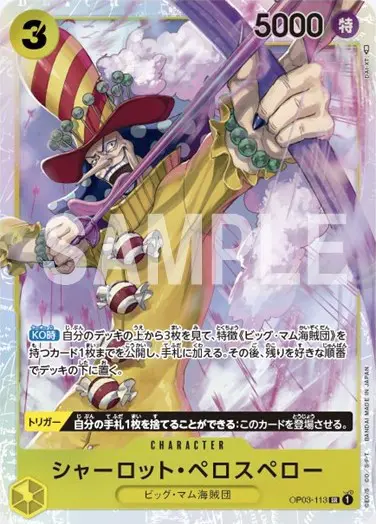 3
5000 特
SAMPLE
KO時 自分のデッキの上から3枚を見て、特徴《ビッグ・マム海賊団》を
持つカード1枚までを公開し、手札に加える。その後、残りを好きな順番
でデッキの下に置く。
トリガー 自分の手札1枚を捨てることができる:このカードを登場させる。
CHARACTER
シャーロット・ペロスペロー
ビッグ・マム海賊団
OP03-113 SR 1